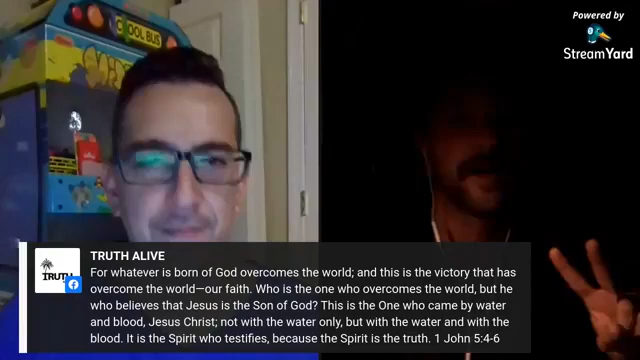 Powered by
StreamYard
SCHOOL BUS
TRUTH ALIVE
TRUTH
For whatever is born of God overcomes the world; and this is the victory that has
overcome the world—our faith. Who is the one who overcomes the world, but he
who believes that Jesus is the Son of God? This is the One who came by water
and blood, Jesus Christ; not with the water only, but with the water and with the
blood. It is the Spirit who testifies, because the Spirit is the truth. 1 John 5:4-6